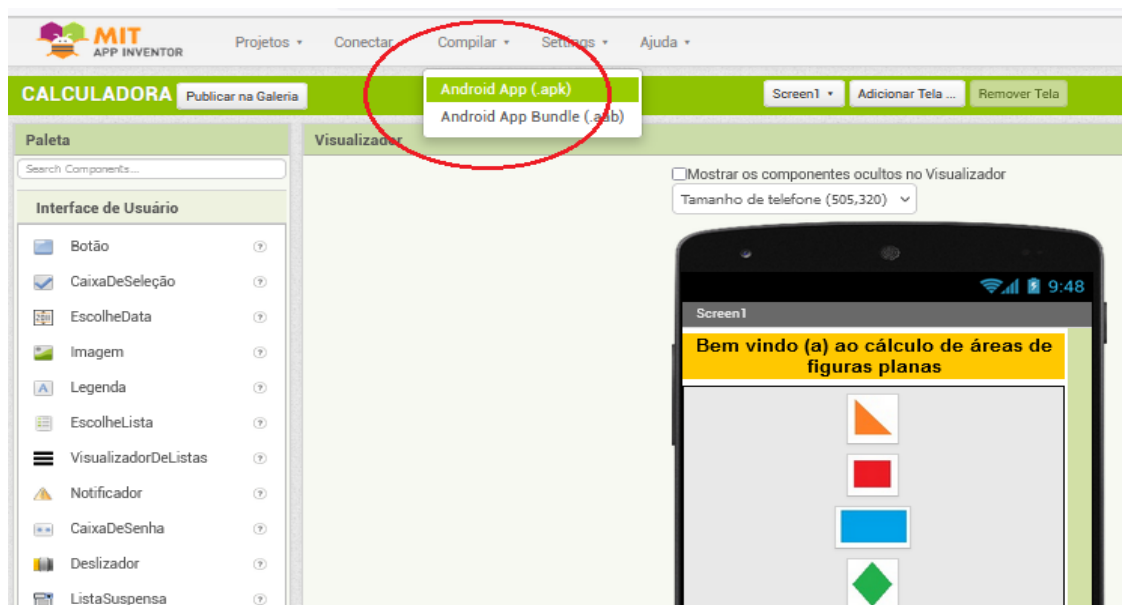 MIT
APP INVENTOR
Projetos
Conectar
Compilar
Settings
Ajuda
CALCULADORA
Publicar na Galeria
Android App (.apk)
Android App Bundle (.aab)
Screen1
Adicionar Tela ...
Remover Tela
Paleta
Visualizador
Search Components...
Mostrar os componentes ocultos no Visualizador
Tamanho de telefone (505,320)
Interface de Usuário
Botão
CaixaDeSeleção
EscolheData
Imagem
Legenda
EscolheLista
VisualizadorDeListas
Notificador
CaixaDeSenha
Deslizador
ListaSuspensa
9:48
Screen1
Bem vindo (a) ao cálculo de áreas de
figuras planas